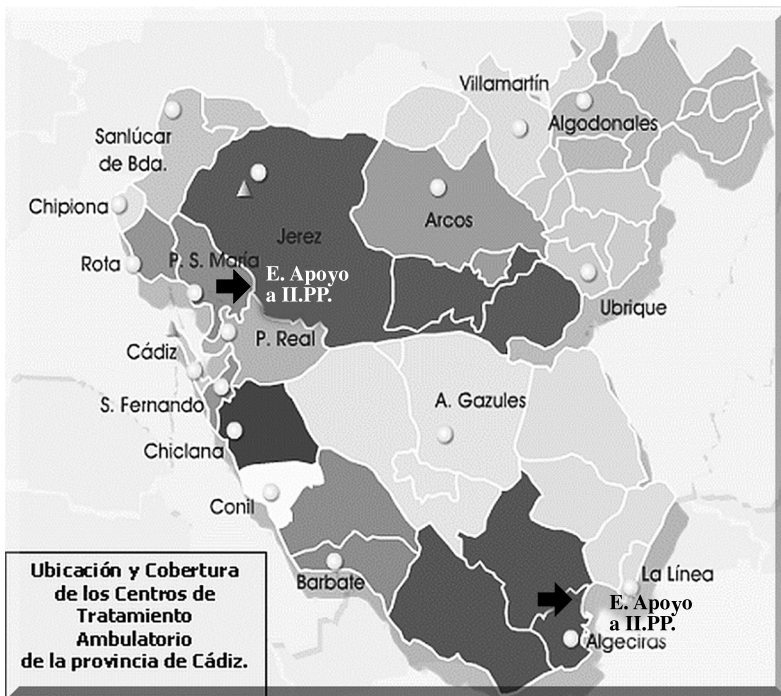 Villamartín
Algodonales
Sanlúcar
de Bda.
Chipiona
Arcos
Jerez
Rota
P. S. María
E. Apoyo
a II.PP.
Ubrique
P. Real
Cádiz
S. Fernando
A. Gazules
Chiclana
Conil
Barbate
La Línea
E. Apoyo
a II.PP.
Algeciras
Ubicación y Cobertura
de los Centros de
Tratamiento
Ambulatorio
de la provincia de Cádiz.